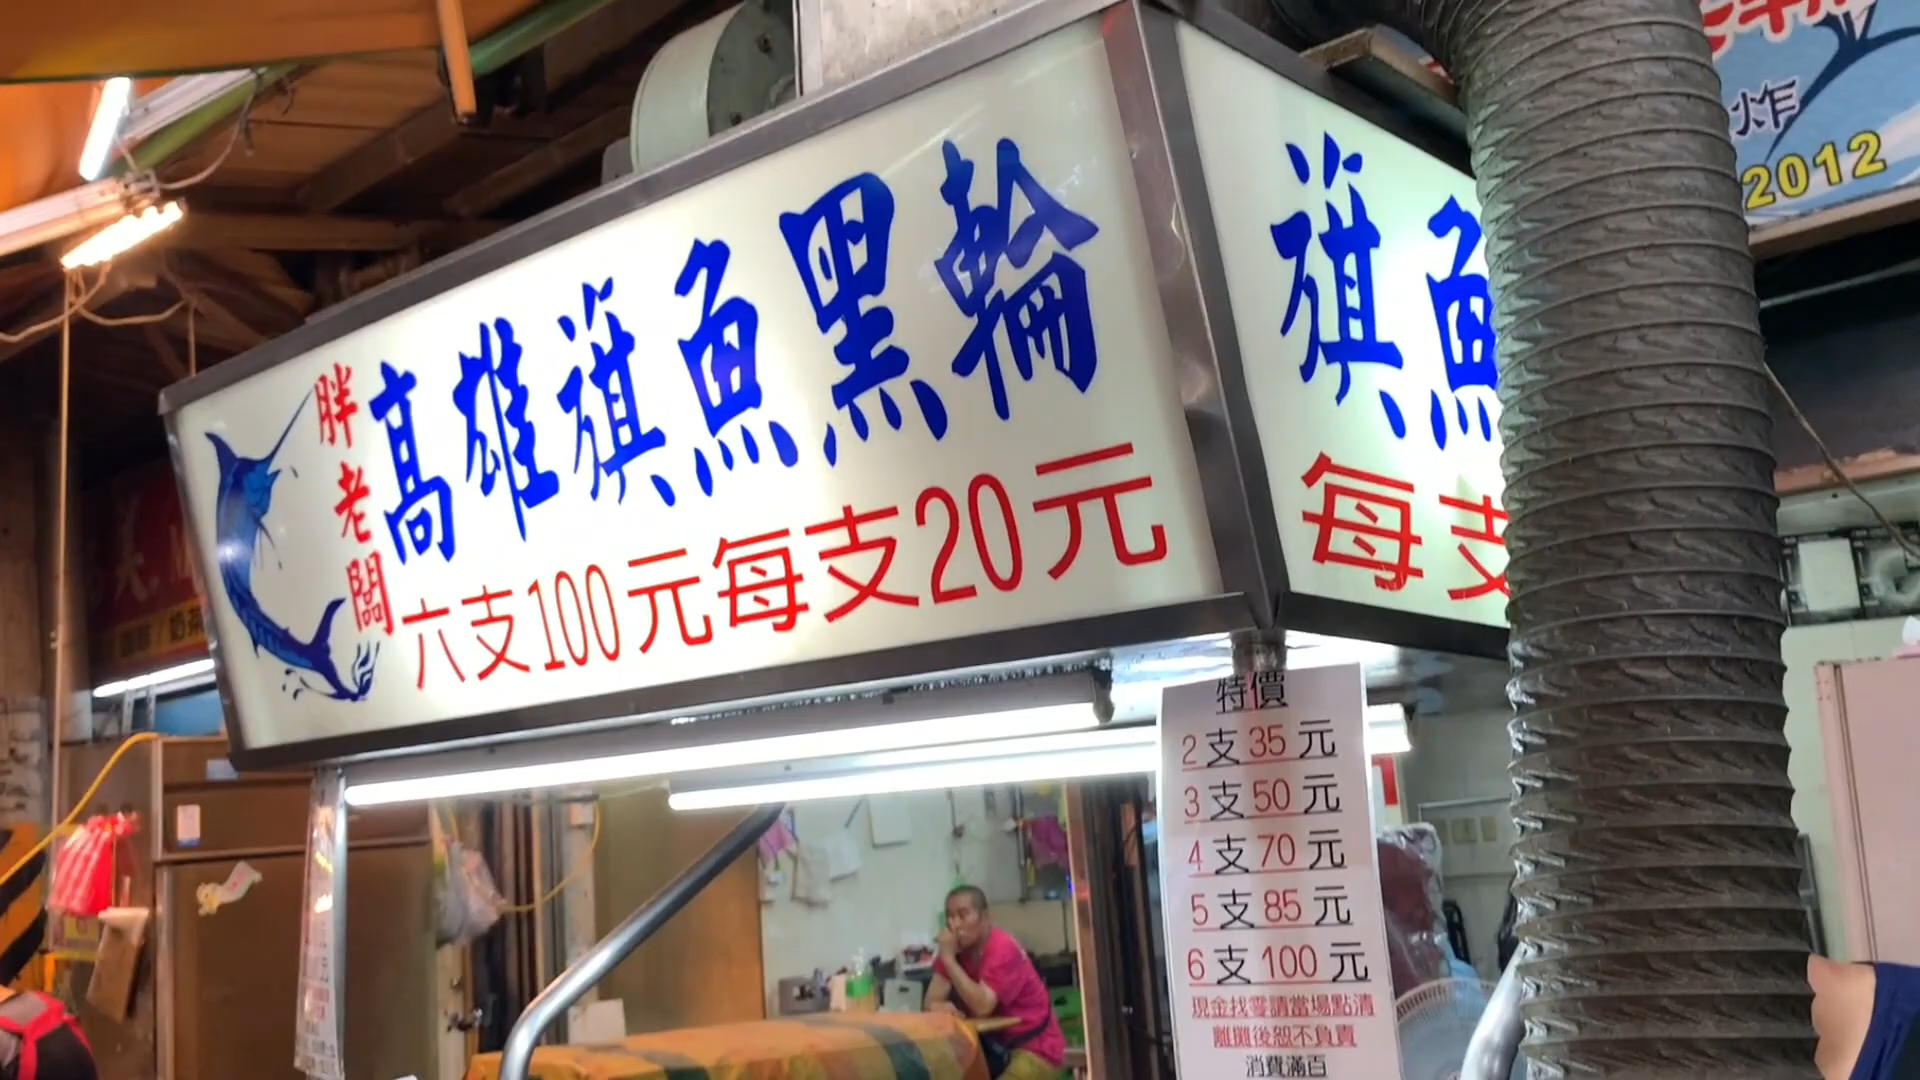 胖老闆
高雄旗魚黑輪
六支100元每支20元
旗魚
每支
炸
2012
特價
2支35元
3支50元
4支70元
5支85元
6支100元
現金找零請當場點清
離攤後恕不負責
消費滿百